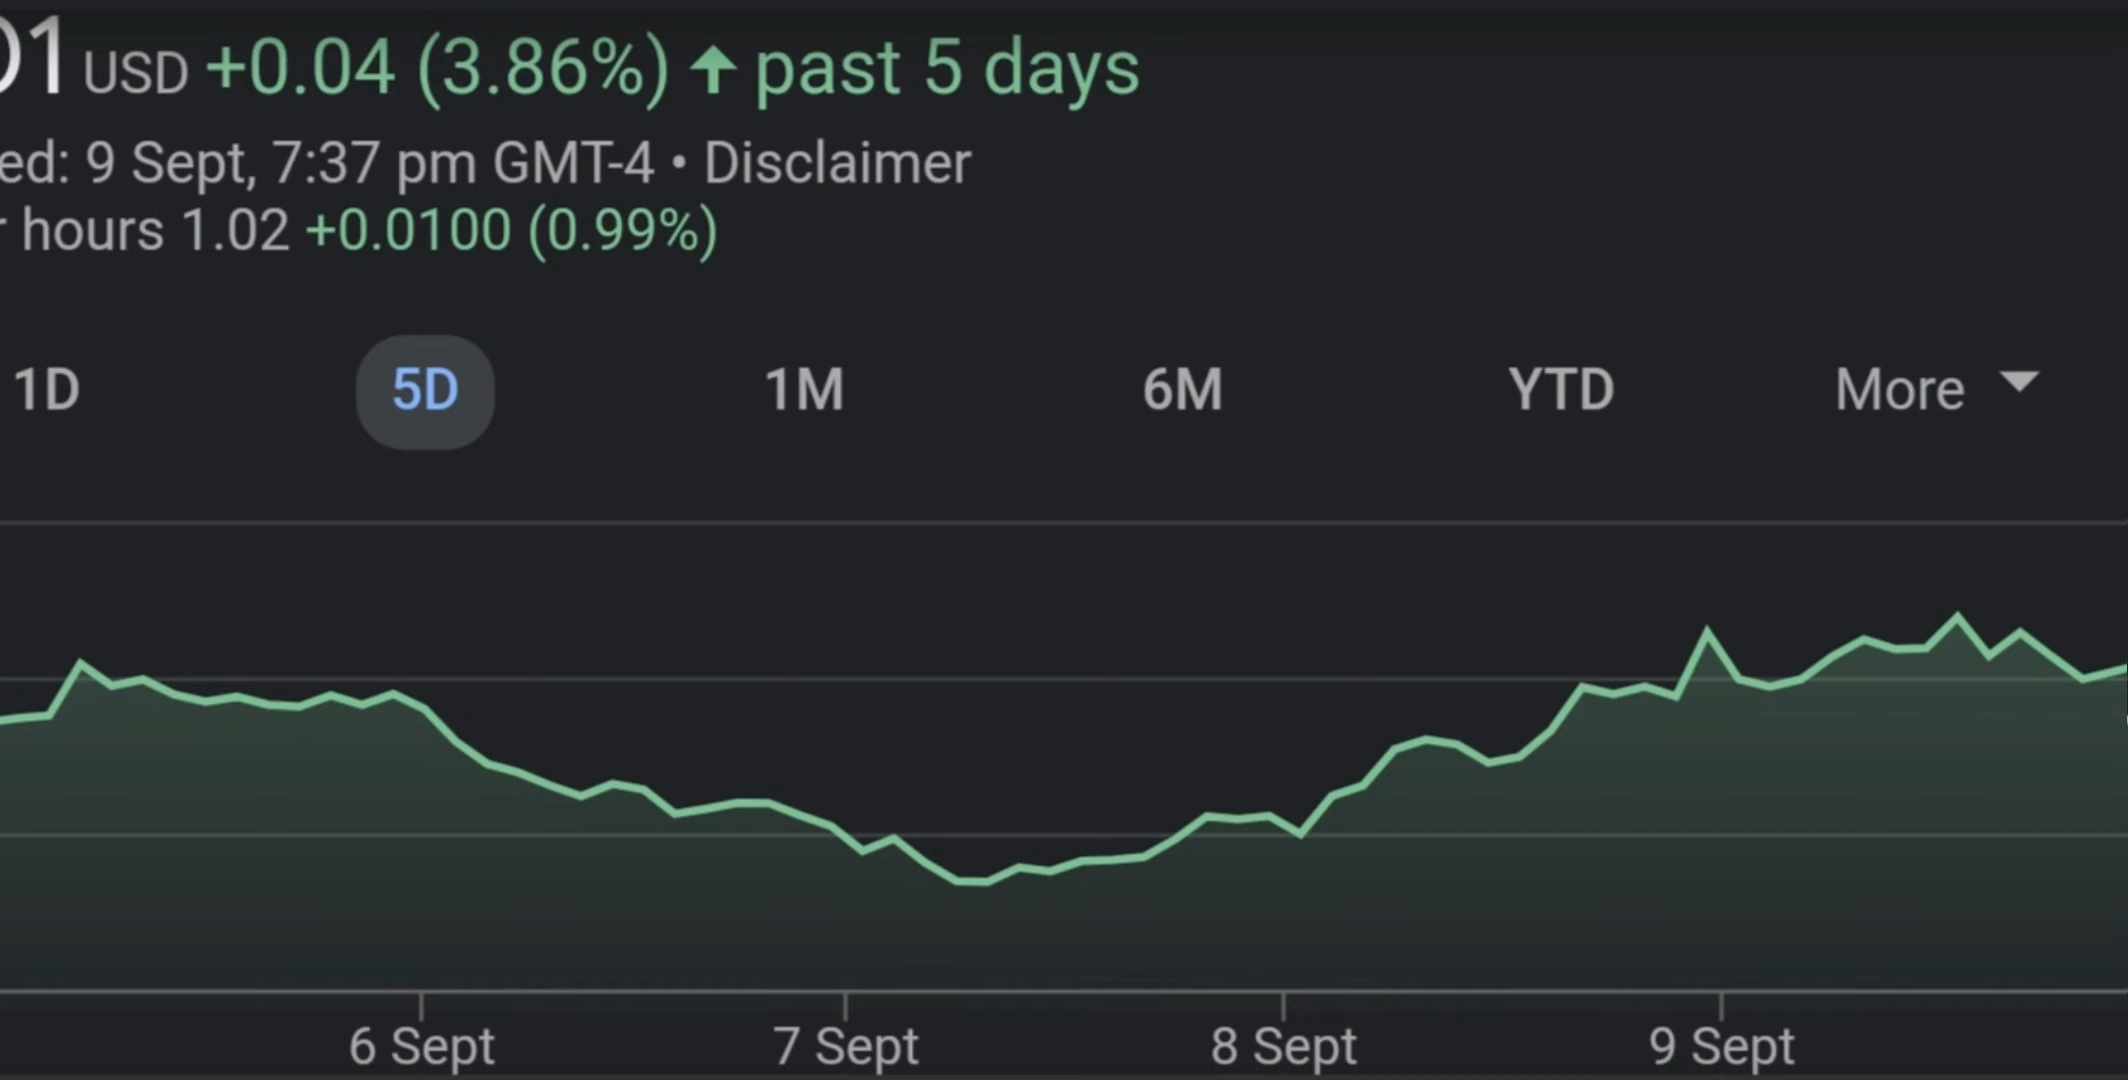 01 USD +0.04 (3.86%) ↑ past 5 days
ed: 9 Sept, 7:37 pm GMT-4 • Disclaimer
r hours 1.02 +0.0100 (0.99%)
1D 5D 1M 6M YTD More
6 Sept 7 Sept 8 Sept 9 Sept